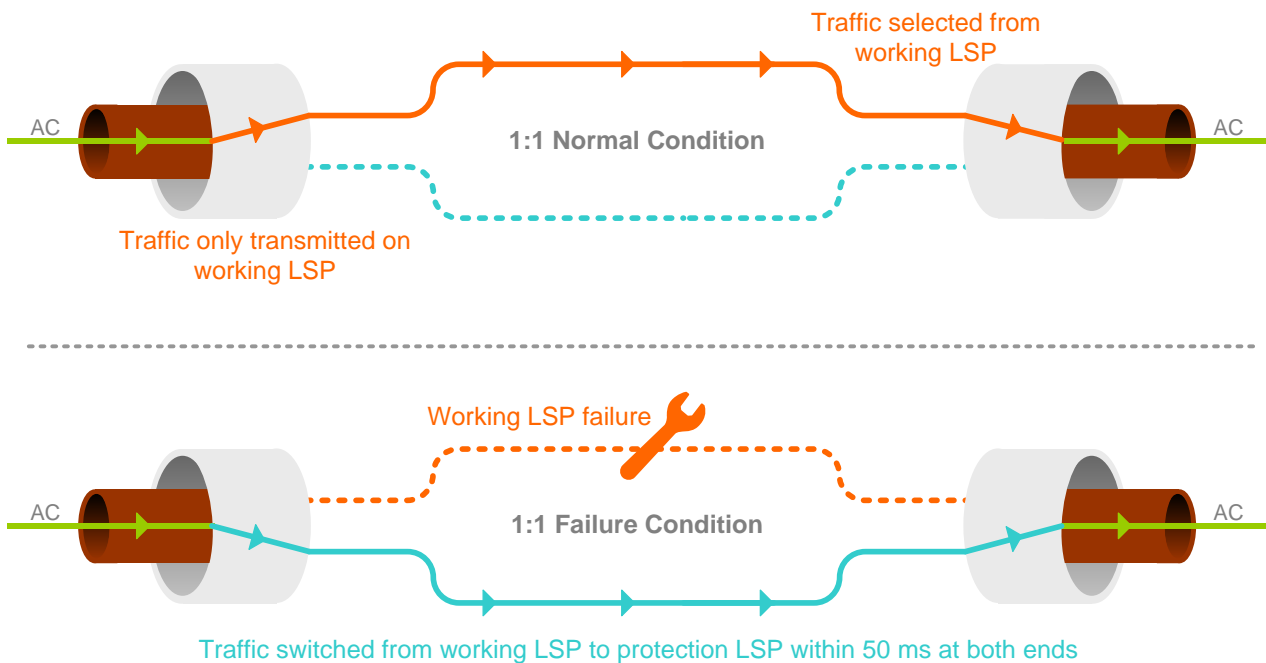 Traffic selected from
working LSP
AC
AC
1:1 Normal Condition
Traffic only transmitted on
working LSP
Working LSP failure
AC
AC
1:1 Failure Condition
Traffic switched from working LSP to protection LSP within 50 ms at both ends